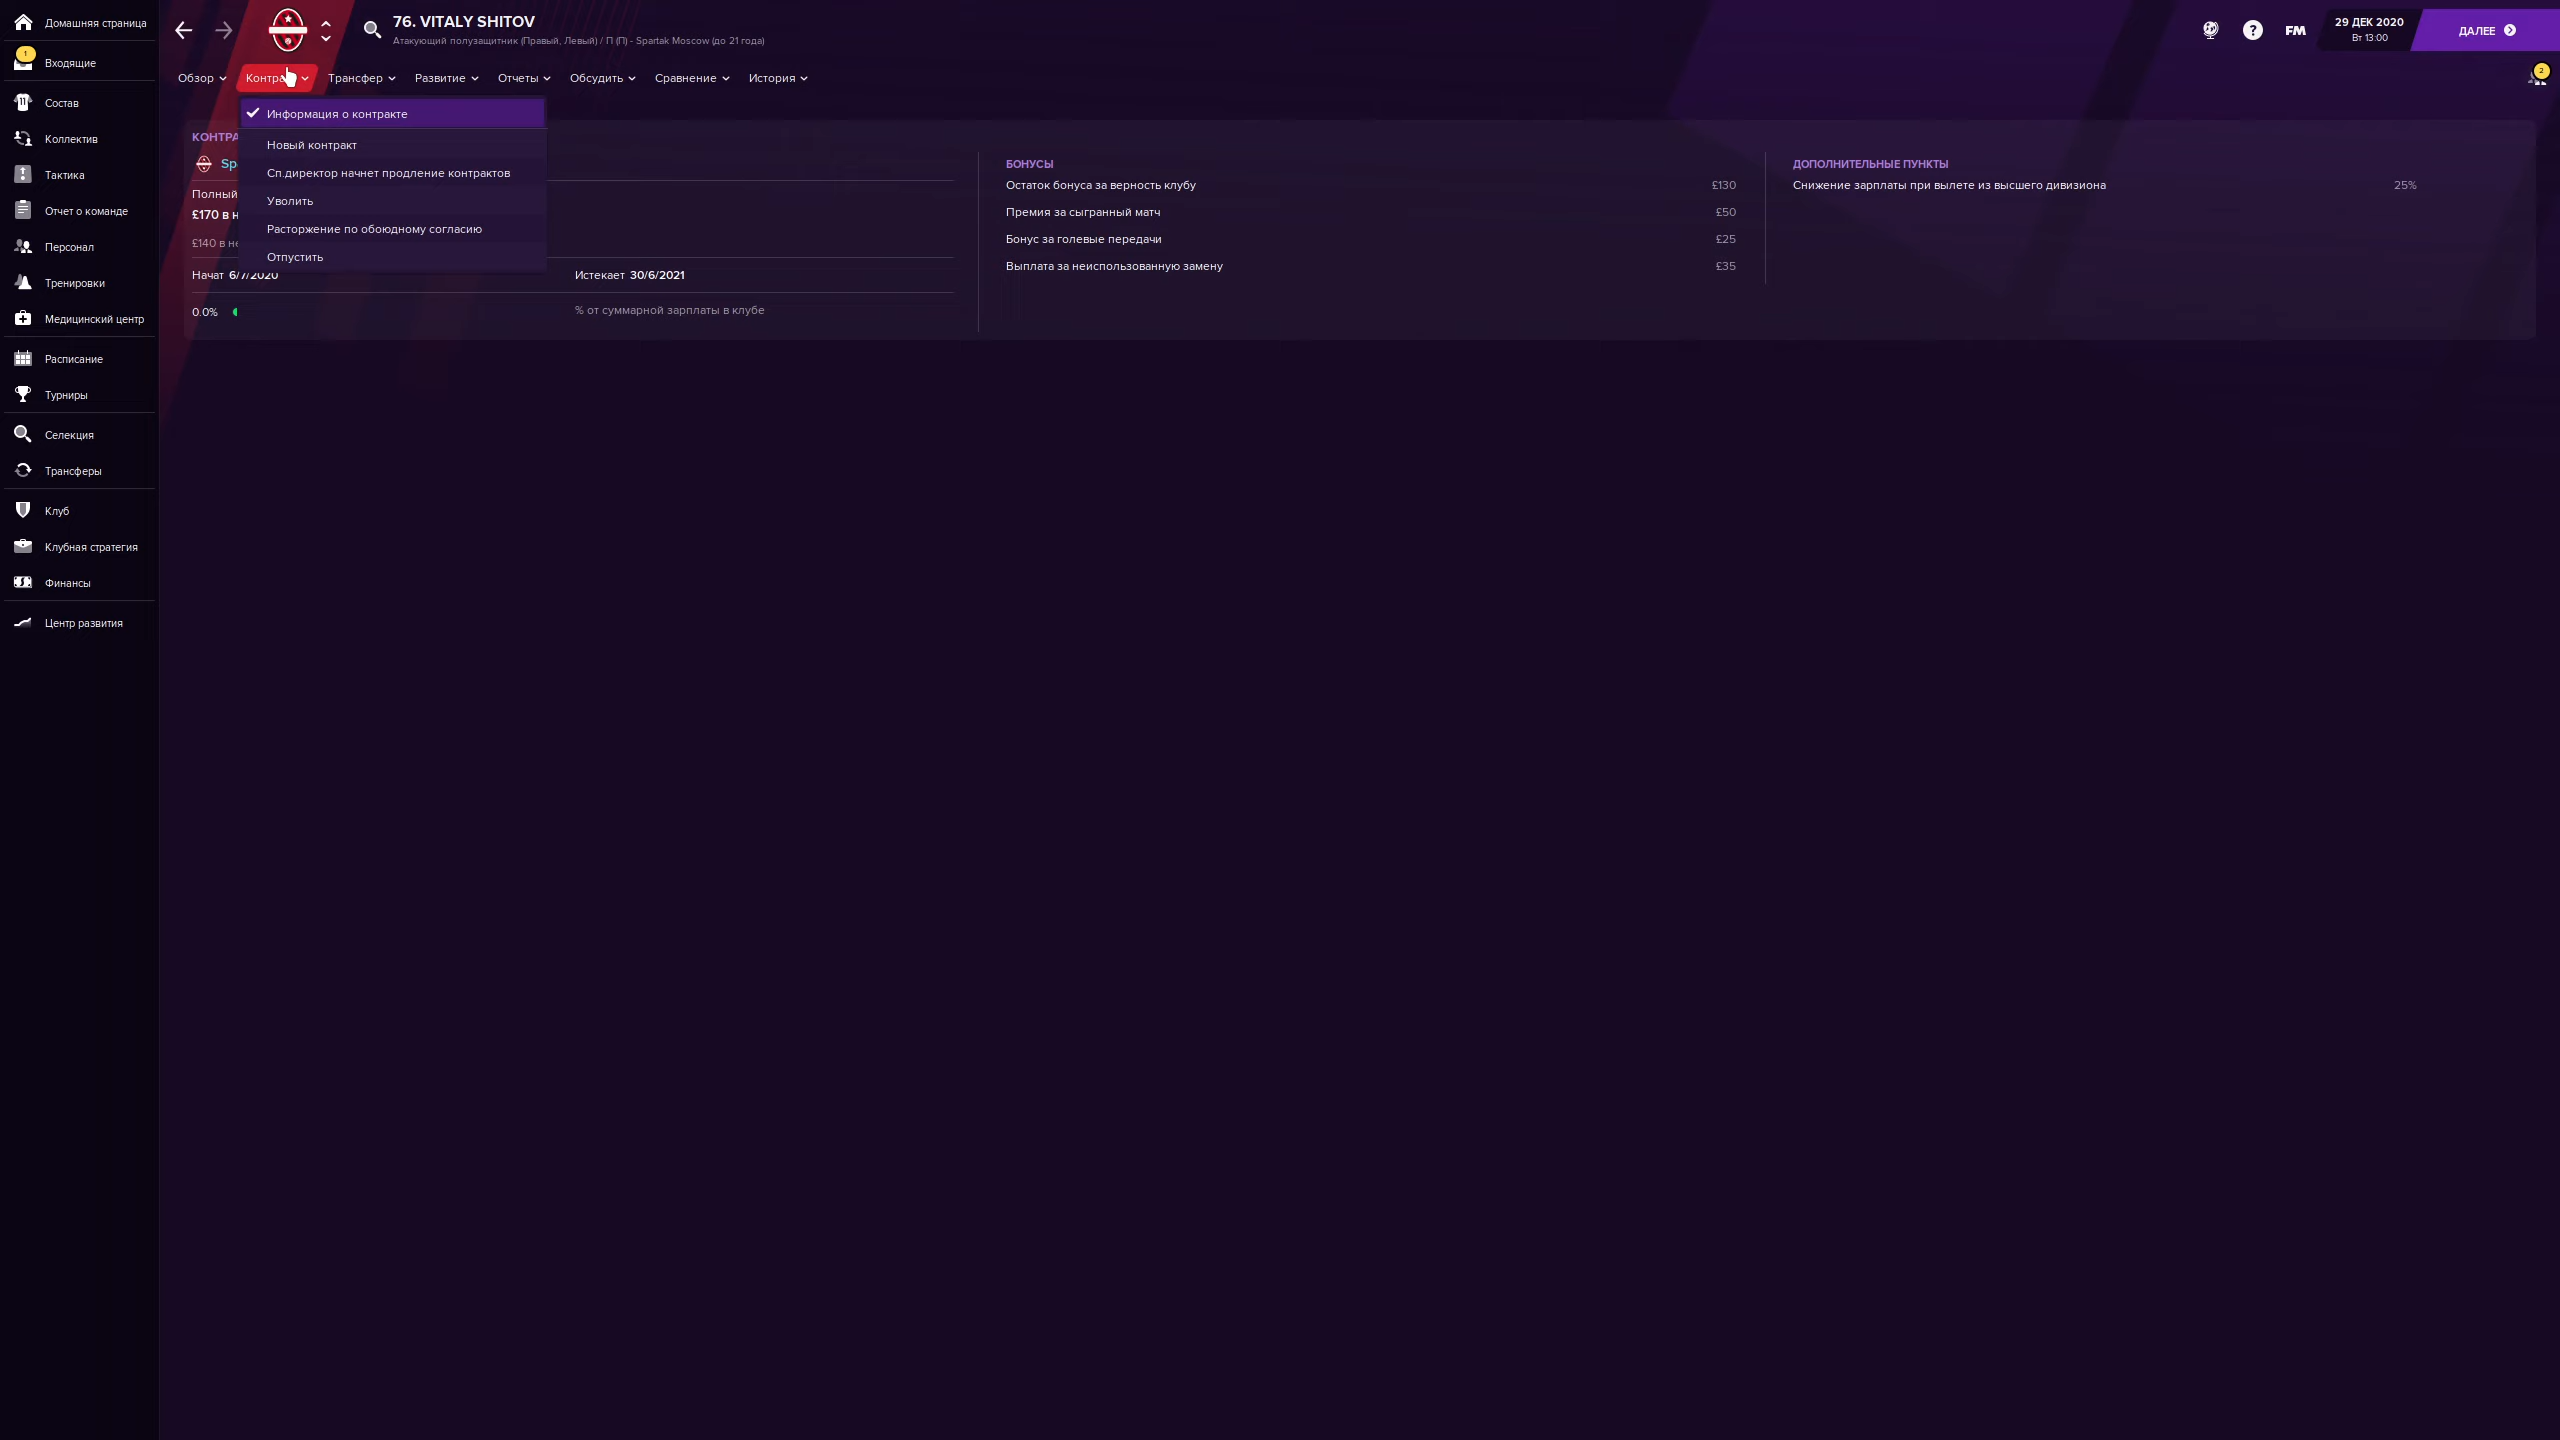 Домашняя страница
1
Входящие
Состав
Коллектив
Тактика
Отчет о команде
Персонал
Тренировки
Медицинский центр
Расписание
Турниры
Селекция
Трансферы
Клуб
Клубная стратегия
Финансы
Центр развития
76. VITALY SHITOV
Атакующий полузащитник (Правый, Левый) / П (П) - Spartak Moscow (до 21 года)
FM
29 ДЕК 2020
Вт 13:00
ДАЛЕЕ
2
Обзор
Трансфер
Развитие
Отчеты
Обсудить
Сравнение
История
Информация о контракте
Новый контракт
Сп.директор начнет продление контрактов
Уволить
Расторжение по обоюдному согласию
Отпустить
Полный
£170 в н
£140 в не
Начат 6/7/2020
Истекает 30/6/2021
0.0%
% от суммарной зарплаты в клубе
БОНУСЫ
Остаток бонуса за верность клубу £130
Премия за сыгранный матч £50
Бонус за голевые передачи £25
Выплата за неиспользованную замену £35
ДОПОЛНИТЕЛЬНЫЕ ПУНКТЫ
Снижение зарплаты при вылете из высшего дивизиона 25%